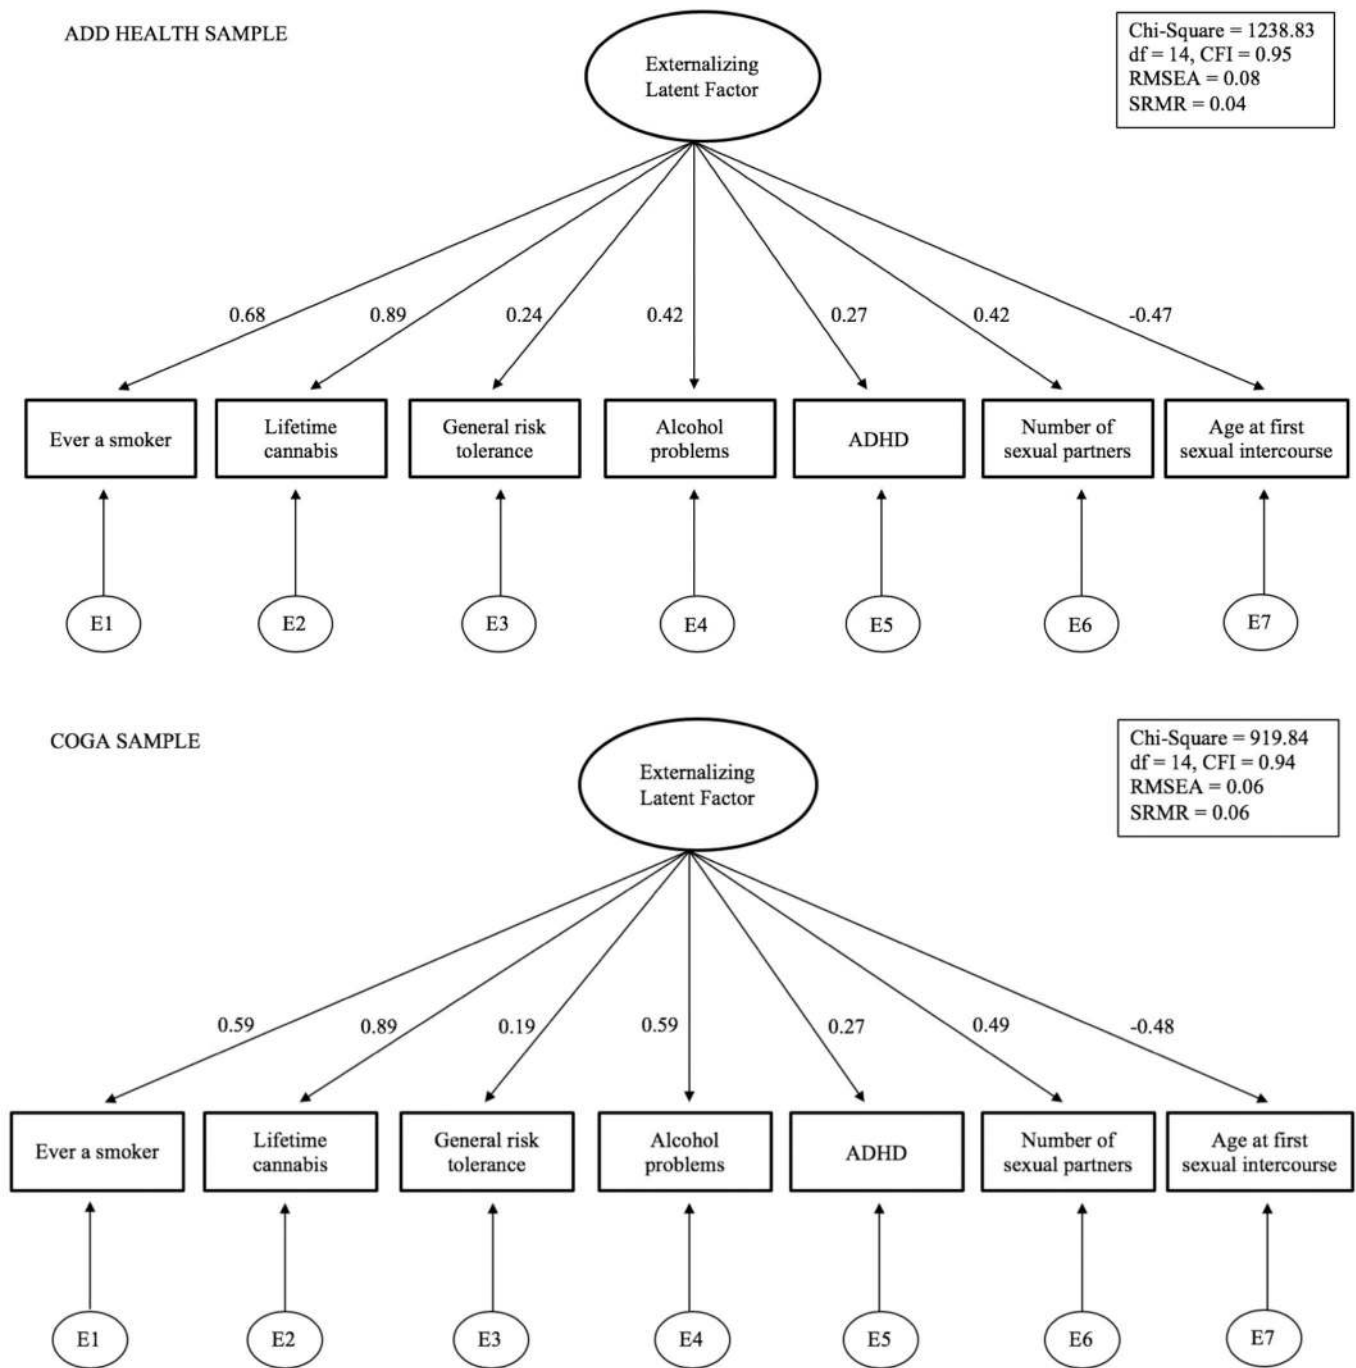 ADD HEALTH SAMPLE
Externalizing
Latent Factor
Chi-Square = 1238.83
df = 14, CFI = 0.95
RMSEA = 0.08
SRMR = 0.04
0.68
0.89
0.24
0.42
0.27
0.42
-0.47
Ever a smoker
Lifetime
cannabis
General risk
tolerance
Alcohol
problems
ADHD
Number of
sexual partners
Age at first
sexual intercourse
E1
E2
E3
E4
E5
E6
E7
COGA SAMPLE
Externalizing
Latent Factor
Chi-Square = 919.84
df = 14, CFI = 0.94
RMSEA = 0.06
SRMR = 0.06
0.59
0.89
0.19
0.59
0.27
0.49
-0.48
Ever a smoker
Lifetime
cannabis
General risk
tolerance
Alcohol
problems
ADHD
Number of
sexual partners
Age at first
sexual intercourse
E1
E2
E3
E4
E5
E6
E7